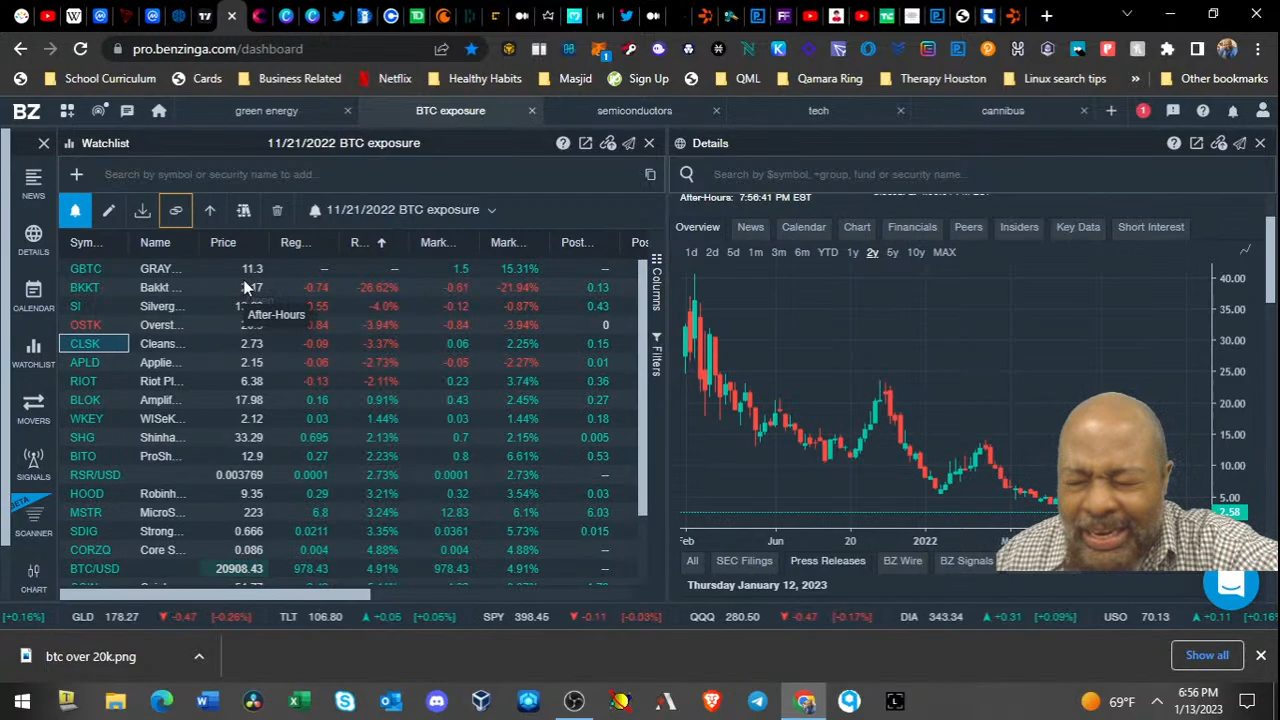 pro.benzinga.com/dashboard
School Curriculum Cards Business Related Netflix Healthy Habits Masjid Sign Up QML Qamara Ring Therapy Houston Linux search tips » Other bookmarks
BZ green energy BTC exposure semiconductors tech cannibus 1
Watchlist 11/21/2022 BTC exposure
Search by symbol or security name to add...
11/21/2022 BTC exposure
Sym... Name Price Reg... R... Mark... Mark... Post... Pos
GBTC GRAY... 11.3 -- -- 1.5 15.31% --
BKKT Bakkt ... -0.74 -26.62% -0.61 -21.94% 0.13
SI Silverg... -0.12 -0.87% 0.43
After-Hours
OSTK Overst... -3.94% -0.84 -3.94% 0
CLSK Cleans... 2.73 -0.09 -3.37% 0.06 2.25% 0.15
APLD Applie... 2.15 -0.06 -2.73% -0.05 -2.27% 0.01
RIOT Riot Pl... 6.38 -0.13 -2.11% 0.23 3.74% 0.36
BLOK Amplif... 17.98 0.16 0.91% 0.43 2.45% 0.27
WKEY WISeK... 2.12 0.03 1.44% 0.03 1.44% 0.18
SHG Shinha... 33.29 0.695 2.13% 0.7 2.15% 0.005
BITO ProSh... 12.9 0.27 2.23% 0.8 6.61% 0.53
RSR/USD 0.003769 0.0001 2.73% 0.0001 2.73% --
HOOD Robinh... 9.35 0.29 3.21% 0.32 3.54% 0.03
MSTR MicroS... 223 6.8 3.24% 12.83 6.1% 6.03
SDIG Strong... 0.666 0.0211 3.35% 0.0361 5.73% 0.015
CORZQ Core S... 0.086 0.004 4.88% 0.004 4.88% --
BTC/USD 20908.43 978.43 4.91% 978.43 4.91% --
Columns
Filters
NEWS
DETAILS
CALENDAR
WATCHLIST
MOVERS
SIGNALS
BETA
SCANNER
CHART
Details
Search by $symbol, ~group, fund or security name...
After-Hours: 7:56:41 PM EST
Overview News Calendar Chart Financials Peers Insiders Key Data Short Interest
1d 2d 5d 1m 3m 6m YTD 1y 2y 5y 10y MAX
40.00
35.00
30.00
25.00
20.00
15.00
10.00
5.00
2.58
Feb Jun 20 2022
All SEC Filings Press Releases BZ Wire BZ Signals
Thursday January 12, 2023
[+0.16%] GLD 178.27 -0.47 [-0.26%] TLT 106.80 +0.05 [+0.05%] SPY 398.45 -0.11 [-0.03%] QQQ 280.50 -0.47 [-0.17%] DIA 343.34 +0.31 [+0.09%] USO 70.13 +0.11 [+0.16%
btc over 20k.png Show all
69°F 6:56 PM
1/13/2023